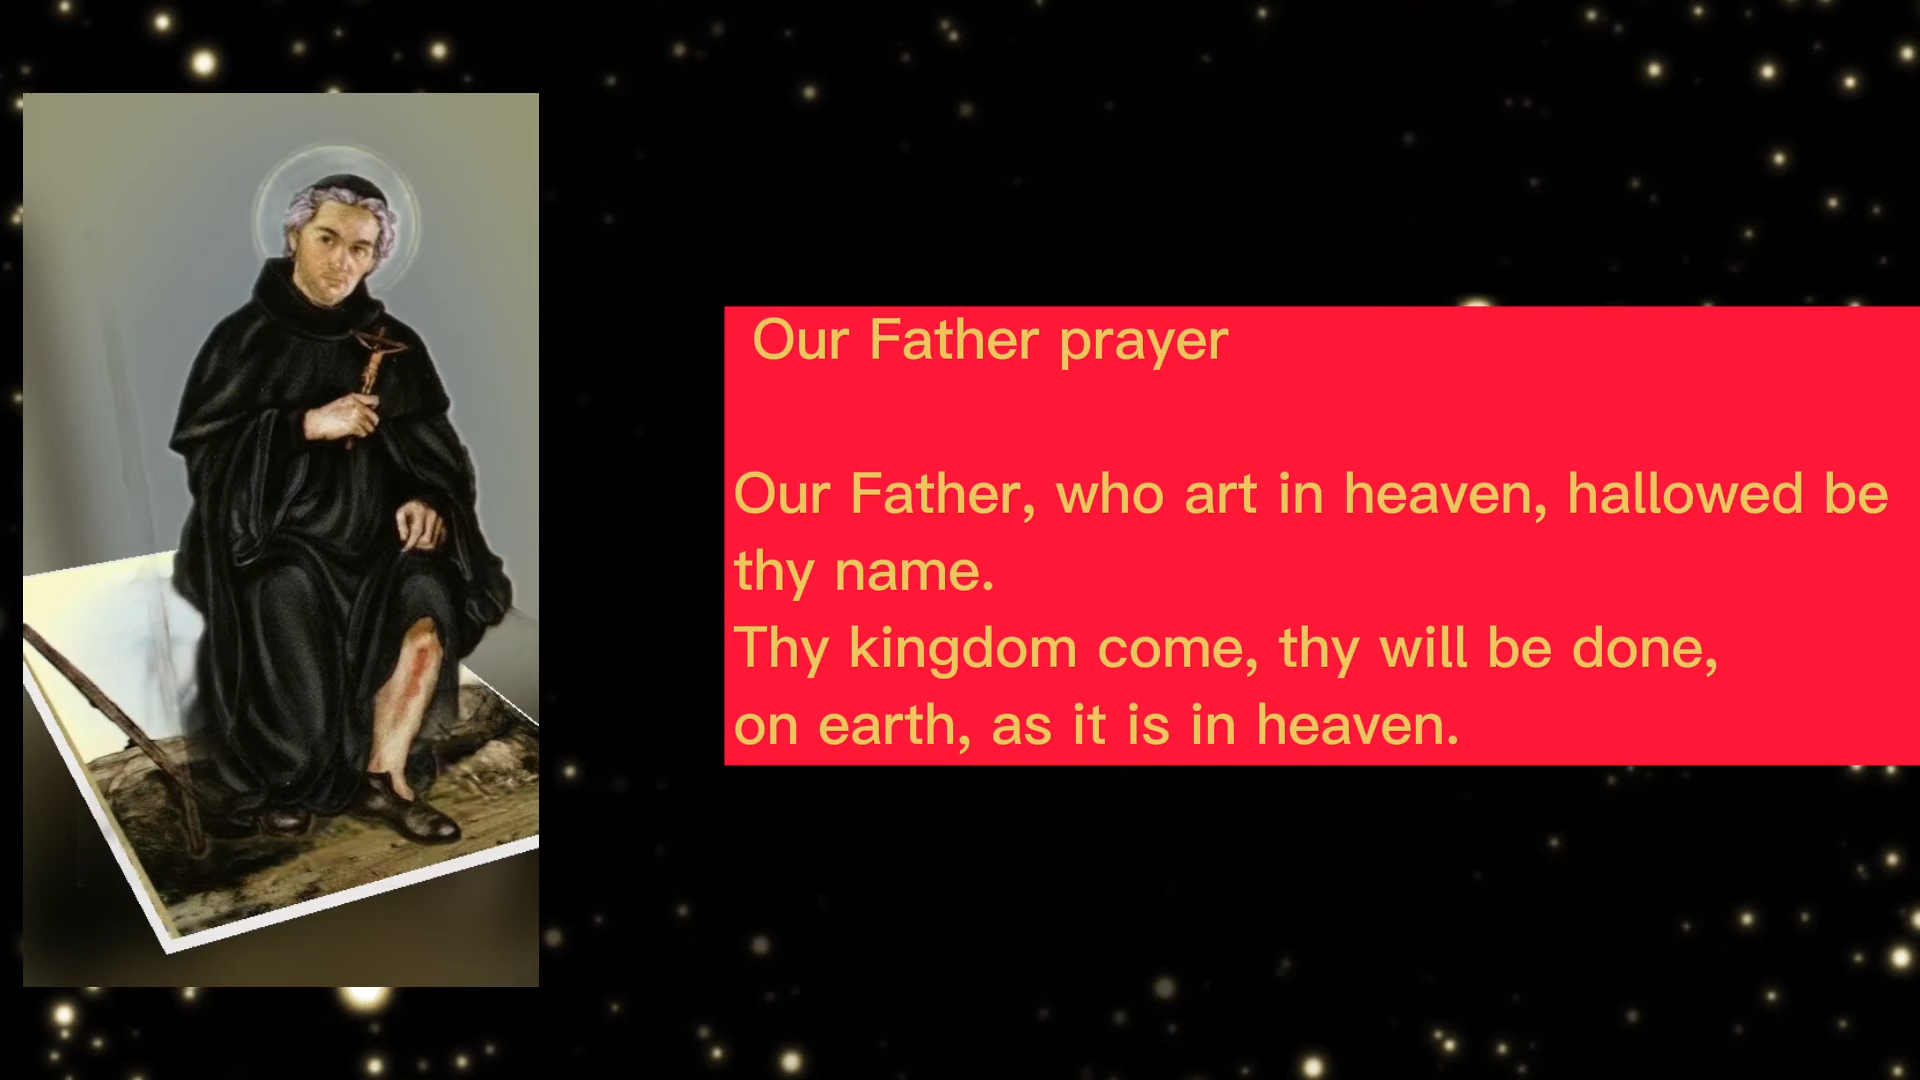 Our Father prayer
Our Father, who art in heaven, hallowed be
thy name.
Thy kingdom come, thy will be done,
on earth, as it is in heaven.